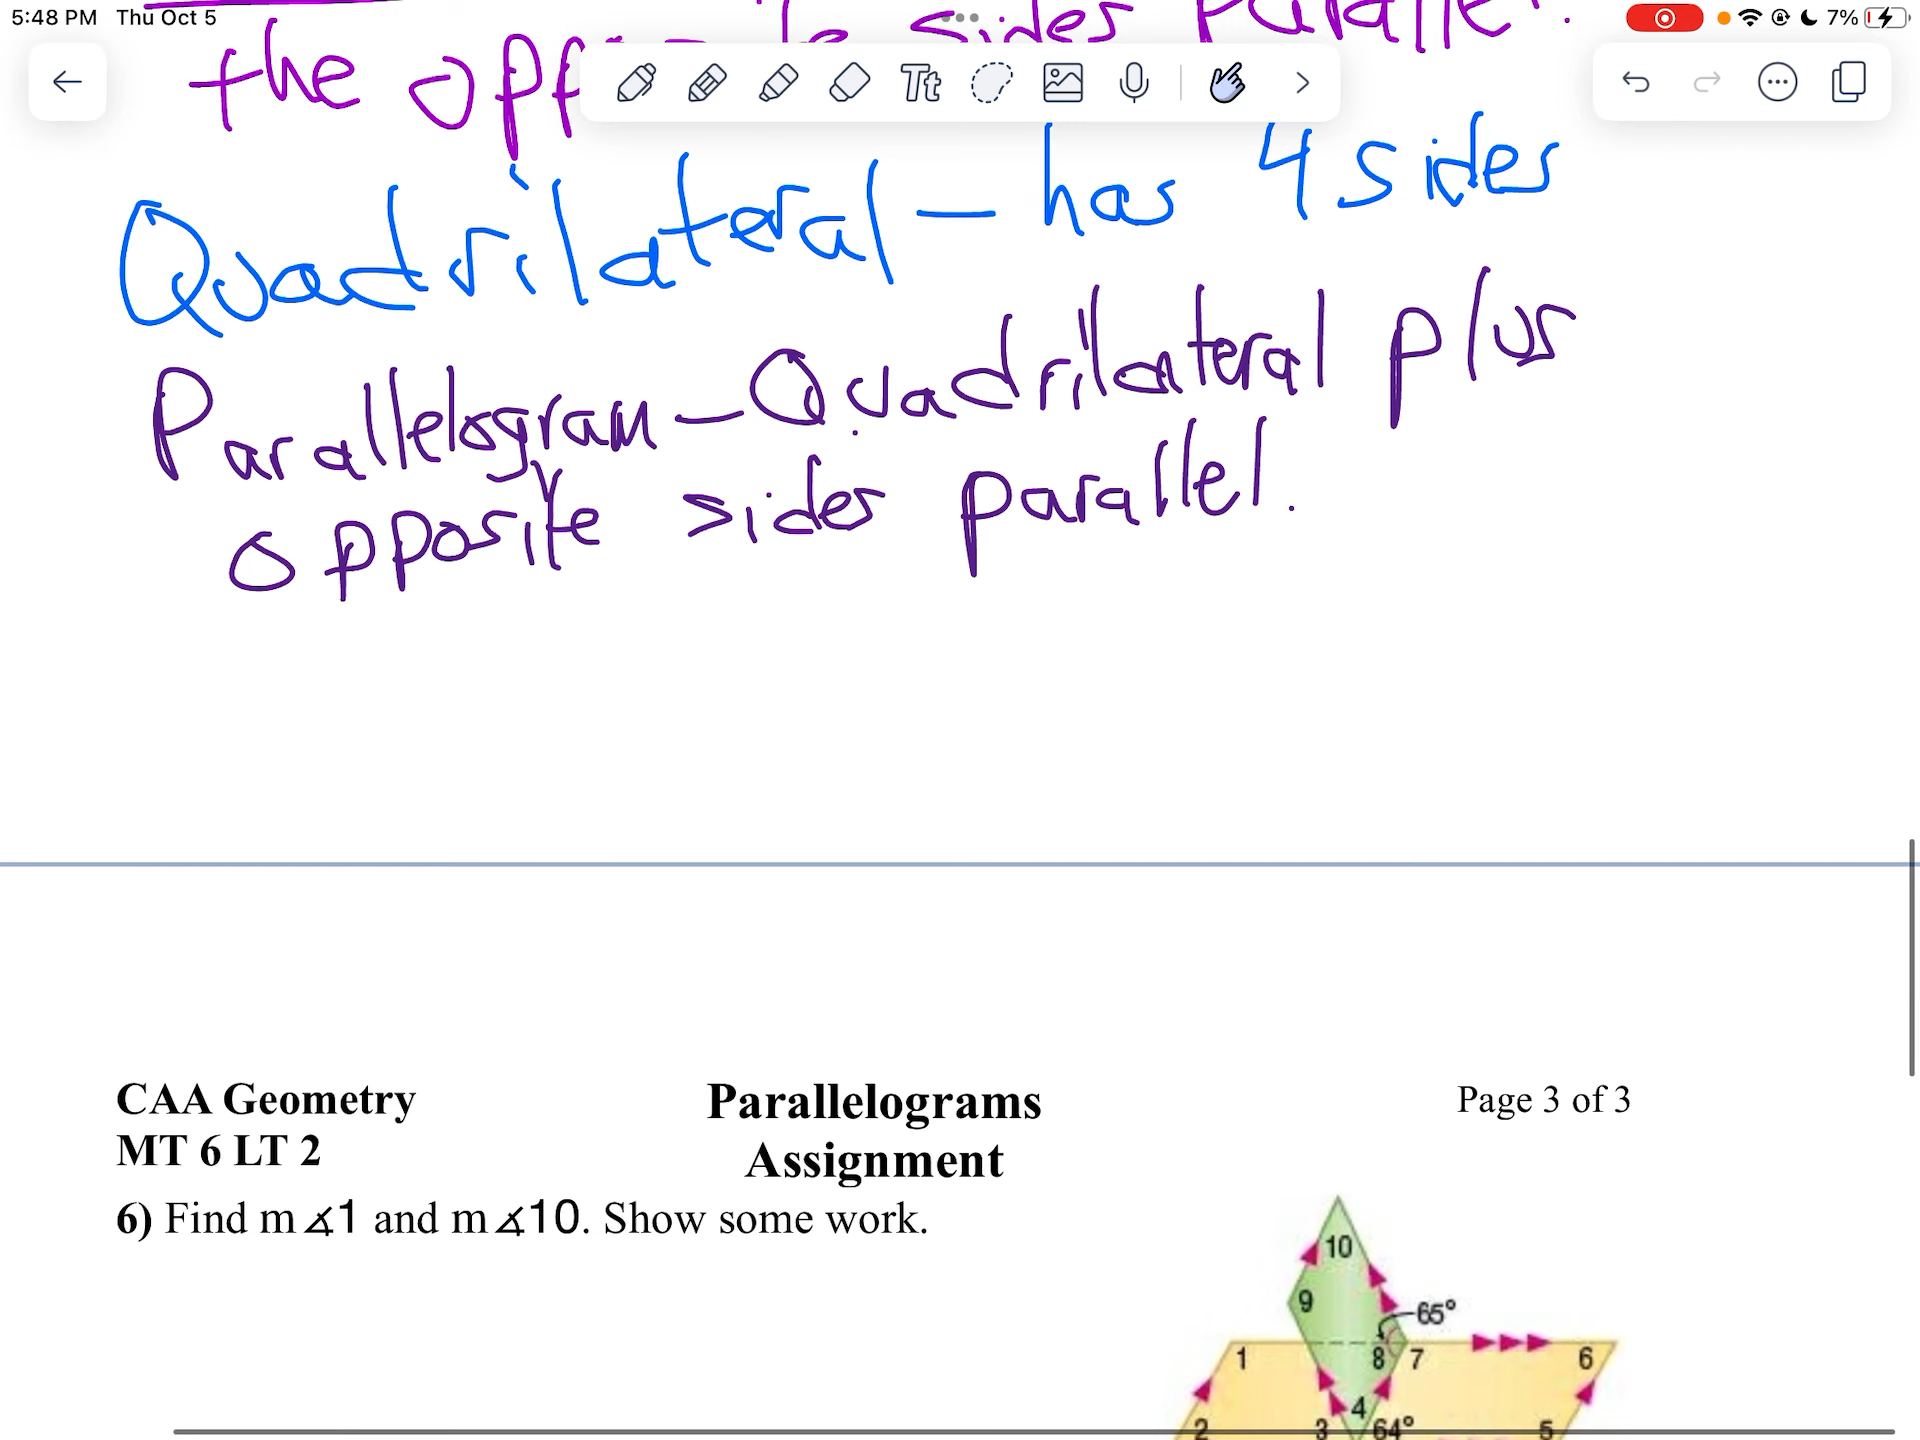 5:48 PM Thu Oct 5
7%
the sides
Tt
Quadrilateral - has 4 sides
Parallelogram - Quadrilateral plus
opposite sides parallel.
CAA Geometry
Parallelograms
Page 3 of 3
MT 6 LT 2
Assignment
6) Find m∡1 and m∡10. Show some work.
10
9
65°
1
8
7
6
4
2
3
64°
5